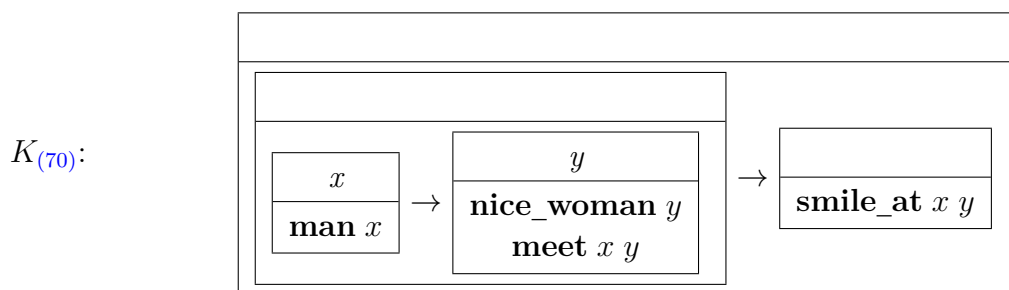 K(70):
x
man x
→
y
nice_woman y
meet x y
→
smile_at x y